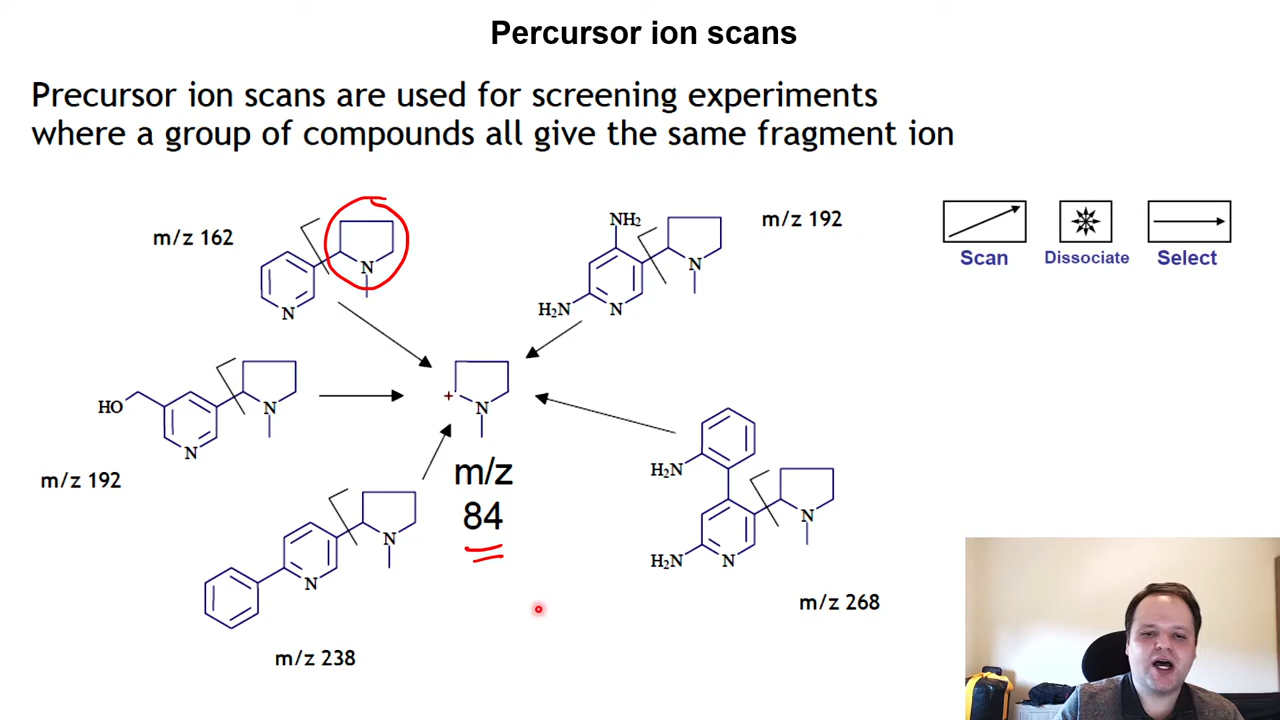 Percursor ion scans
Precursor ion scans are used for screening experiments
where a group of compounds all give the same fragment ion
m/z 162
N
N
NH₂
H₂N
N
N
m/z 192
Scan
Dissociate
Select
HO
N
N
m/z 192
+
N
m/z
84
N
N
m/z 238
H₂N
H₂N
N
N
m/z 268